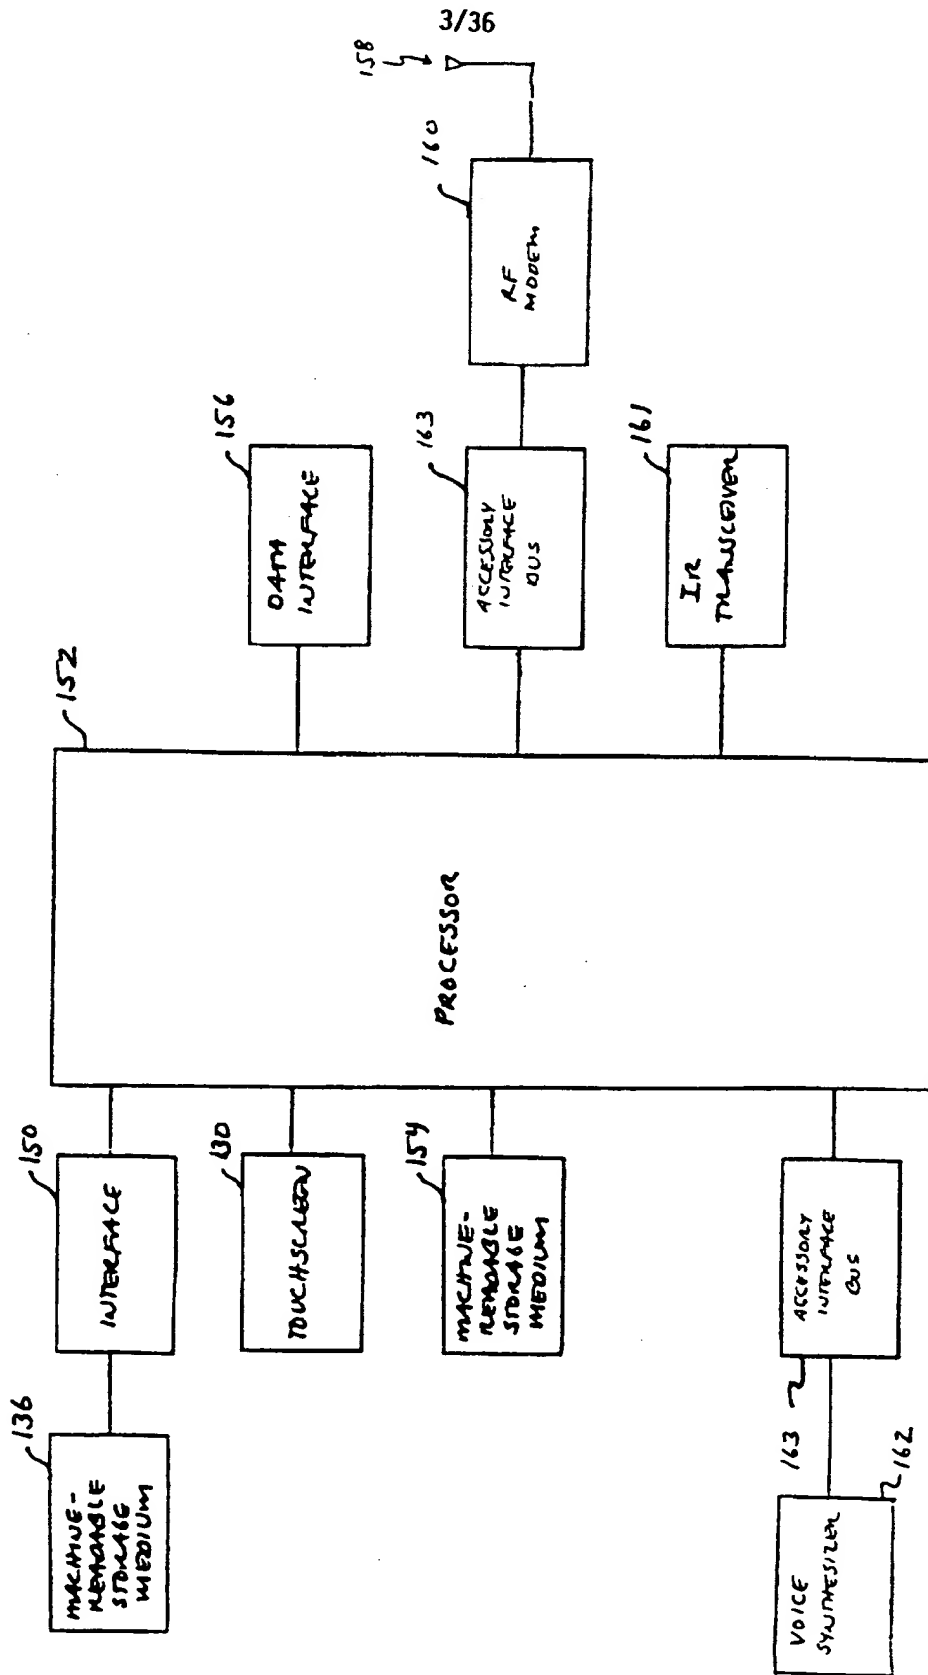 3/36
158
160
RF
MODEM
156
DATA
INTERFACE
163
ACCESSORY
INTERFACE
BUS
161
IR
TRANSCEIVER
152
PROCESSOR
150
INTERFACE
130
TOUCHSCREEN
154
MACHINE-
READABLE
STORAGE
MEDIUM
ACCESSORY
INTERFACE
BUS
163
136
MACHINE-
READABLE
STORAGE
MEDIUM
162
VOICE
SYNTHESIZER